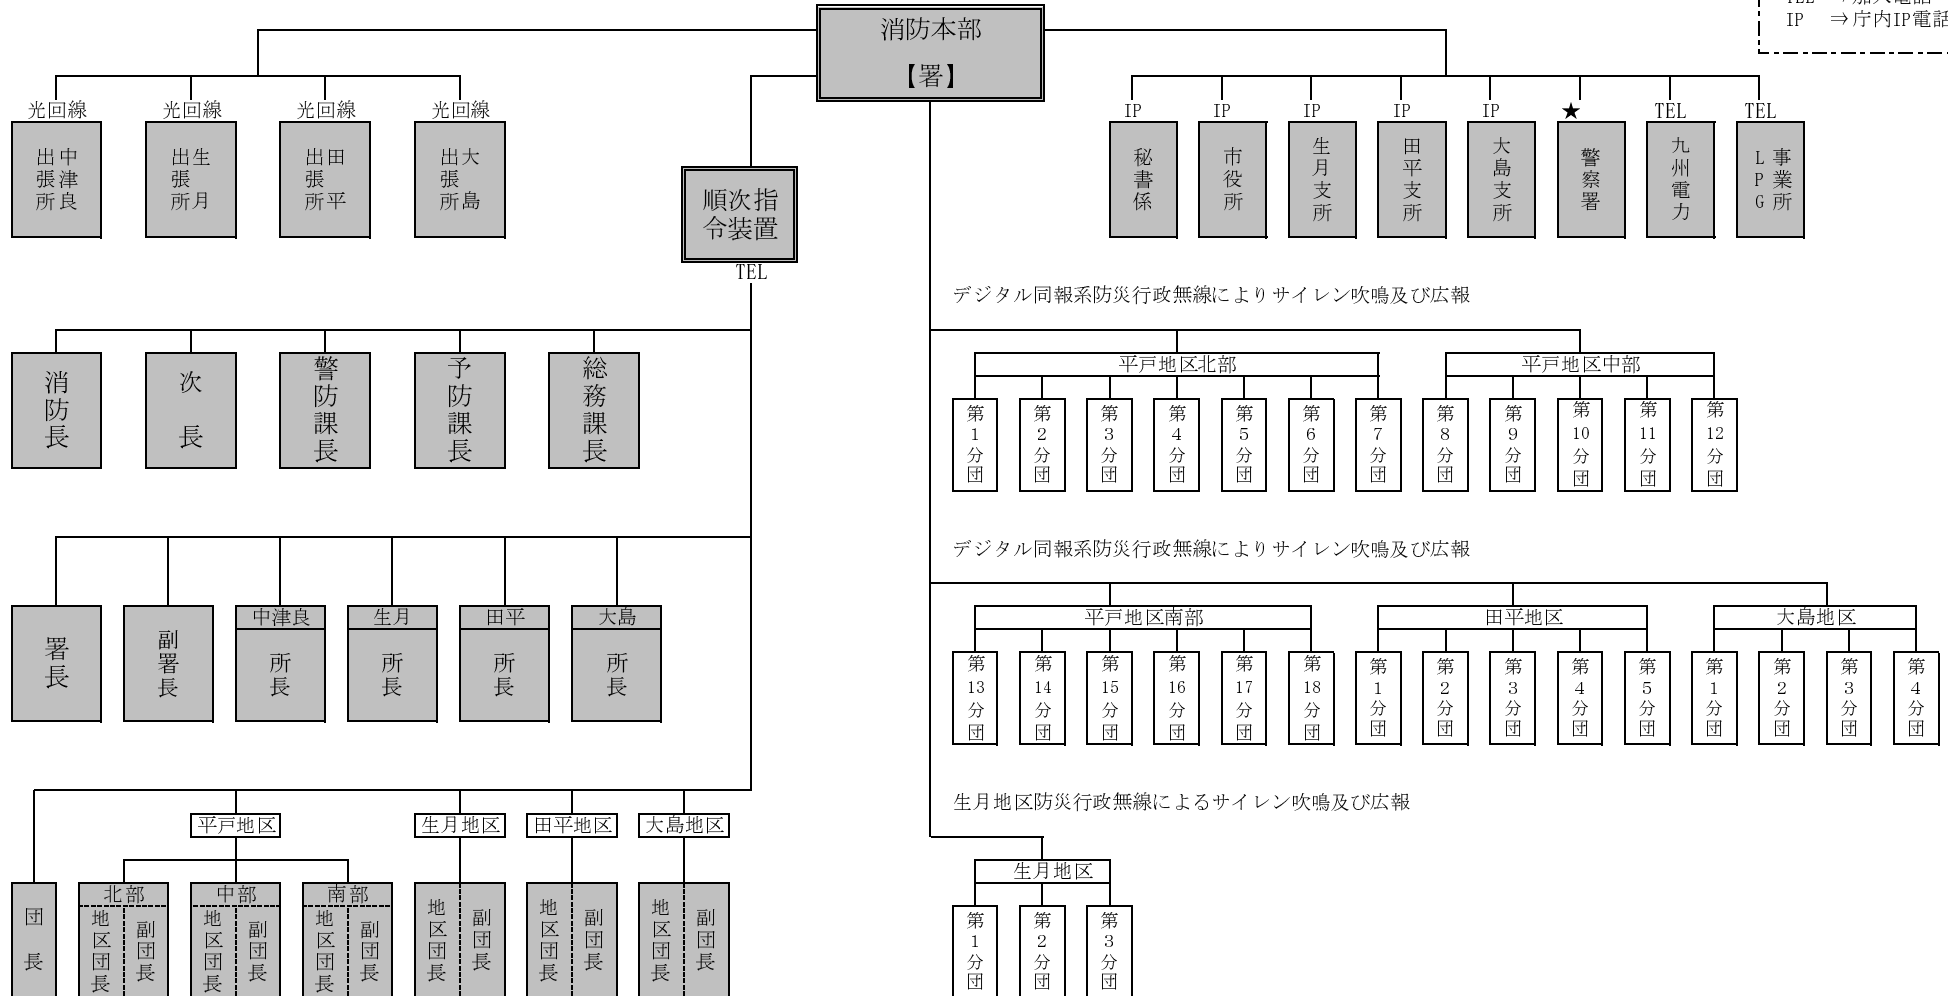 消防本部
【署】
IP ⇒庁内IP電話
光回線
光回線
光回線
光回線
中津良出張所
生月出張所
田平出張所
大島出張所
順次指
令装置
TEL
IP
IP
IP
IP
IP
★
TEL
TEL
秘書係
市役所
生月支所
田平支所
大島支所
警察署
九州電力
LPG事業所
消防長
次長
警防課長
予防課長
総務課長
署長
副署長
中津良
所長
生月
所長
田平
所長
大島
所長
平戸地区
生月地区
田平地区
大島地区
団長
北部
地区団長
副団長
中部
地区団長
副団長
南部
地区団長
副団長
地区団長
副団長
地区団長
副団長
地区団長
副団長
デジタル同報系防災行政無線によりサイレン吹鳴及び広報
平戸地区北部
平戸地区中部
第1分団
第2分団
第3分団
第4分団
第5分団
第6分団
第7分団
第8分団
第9分団
第10分団
第11分団
第12分団
デジタル同報系防災行政無線によりサイレン吹鳴及び広報
平戸地区南部
田平地区
大島地区
第13分団
第14分団
第15分団
第16分団
第17分団
第18分団
第1分団
第2分団
第3分団
第4分団
第5分団
第1分団
第2分団
第3分団
第4分団
生月地区防災行政無線によるサイレン吹鳴及び広報
生月地区
第1分団
第2分団
第3分団